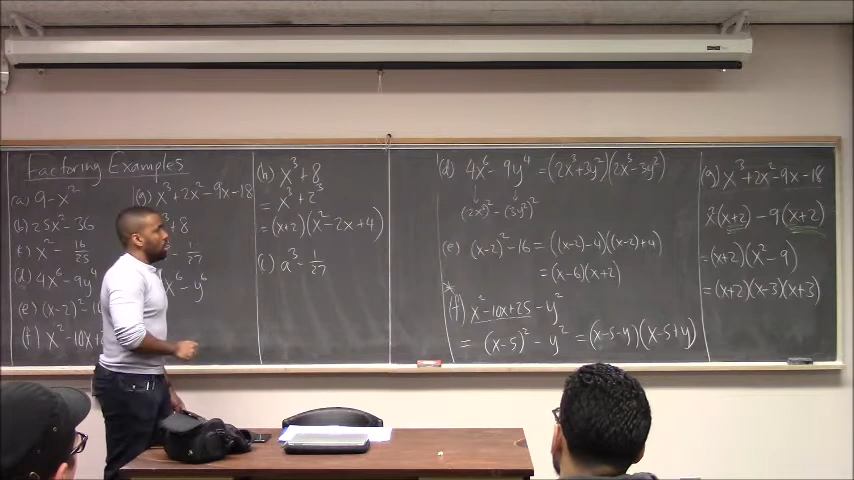 Factoring Examples
(a) 9-x²
(b) 25x² - 36
(c) x² - 16/25
(d) 4x⁶ - 9y⁴
(e) (x-2)² - 16
(f) x² - 10x+
(g) x³+2x²-9x-18
+8
- 1/27
x⁶ - y⁶
(h) x³+8
= x³ + 2³
= (x+2)(x²-2x+4)
(i) a³ - 1/27
(d) 4x⁶ - 9y⁴ = (2x³+3y²)(2x³-3y²)
(2x³)² - (3y²)²
(e) (x-2)² - 16 = ((x-2)-4)((x-2)+4)
= (x-6)(x+2)
* (f) x²-10x+25 - y²
= (x-5)² - y² = (x-5-y)(x-5+y)
(g) x³+2x²-9x-18
x²(x+2) - 9(x+2)
= (x+2)(x²-9)
= (x+2)(x-3)(x+3)